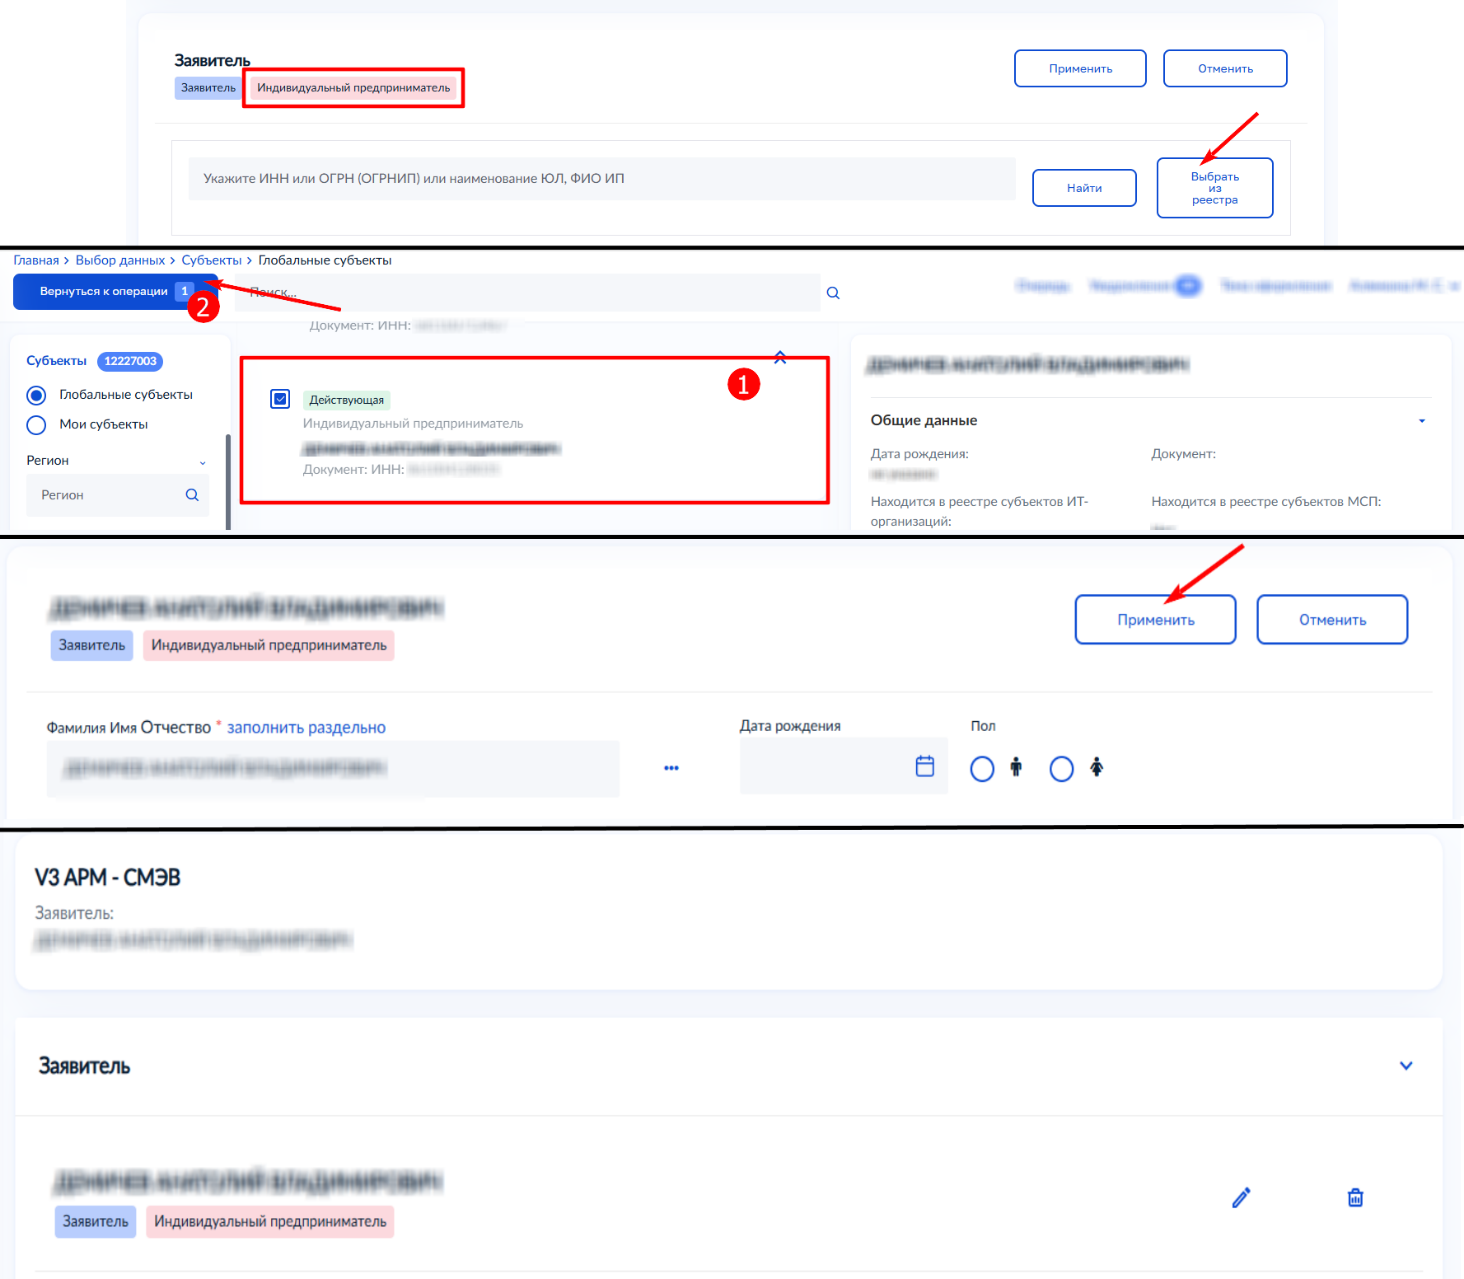 Заявитель
Заявитель Индивидуальный предприниматель
Применить Отменить
Укажите ИНН или ОГРН (ОГРНИП) или наименование ЮЛ, ФИО ИП
Найти
Выбрать
из
реестра
Главная > Выбор данных > Субъекты > Глобальные субъекты
Вернуться к операции 1
2
Поиск...
Документ: ИНН:
Субъекты 12227003
Глобальные субъекты
Мои субъекты
Регион
Регион
1
Действующая
Индивидуальный предприниматель
Документ: ИНН:
Общие данные
Дата рождения:
Документ:
Находится в реестре субъектов ИТ-
организаций:
Находится в реестре субъектов МСП:
Заявитель Индивидуальный предприниматель
Применить Отменить
Фамилия Имя Отчество * заполнить раздельно
Дата рождения
Пол
V3 АРМ - СМЭВ
Заявитель:
Заявитель
Заявитель Индивидуальный предприниматель